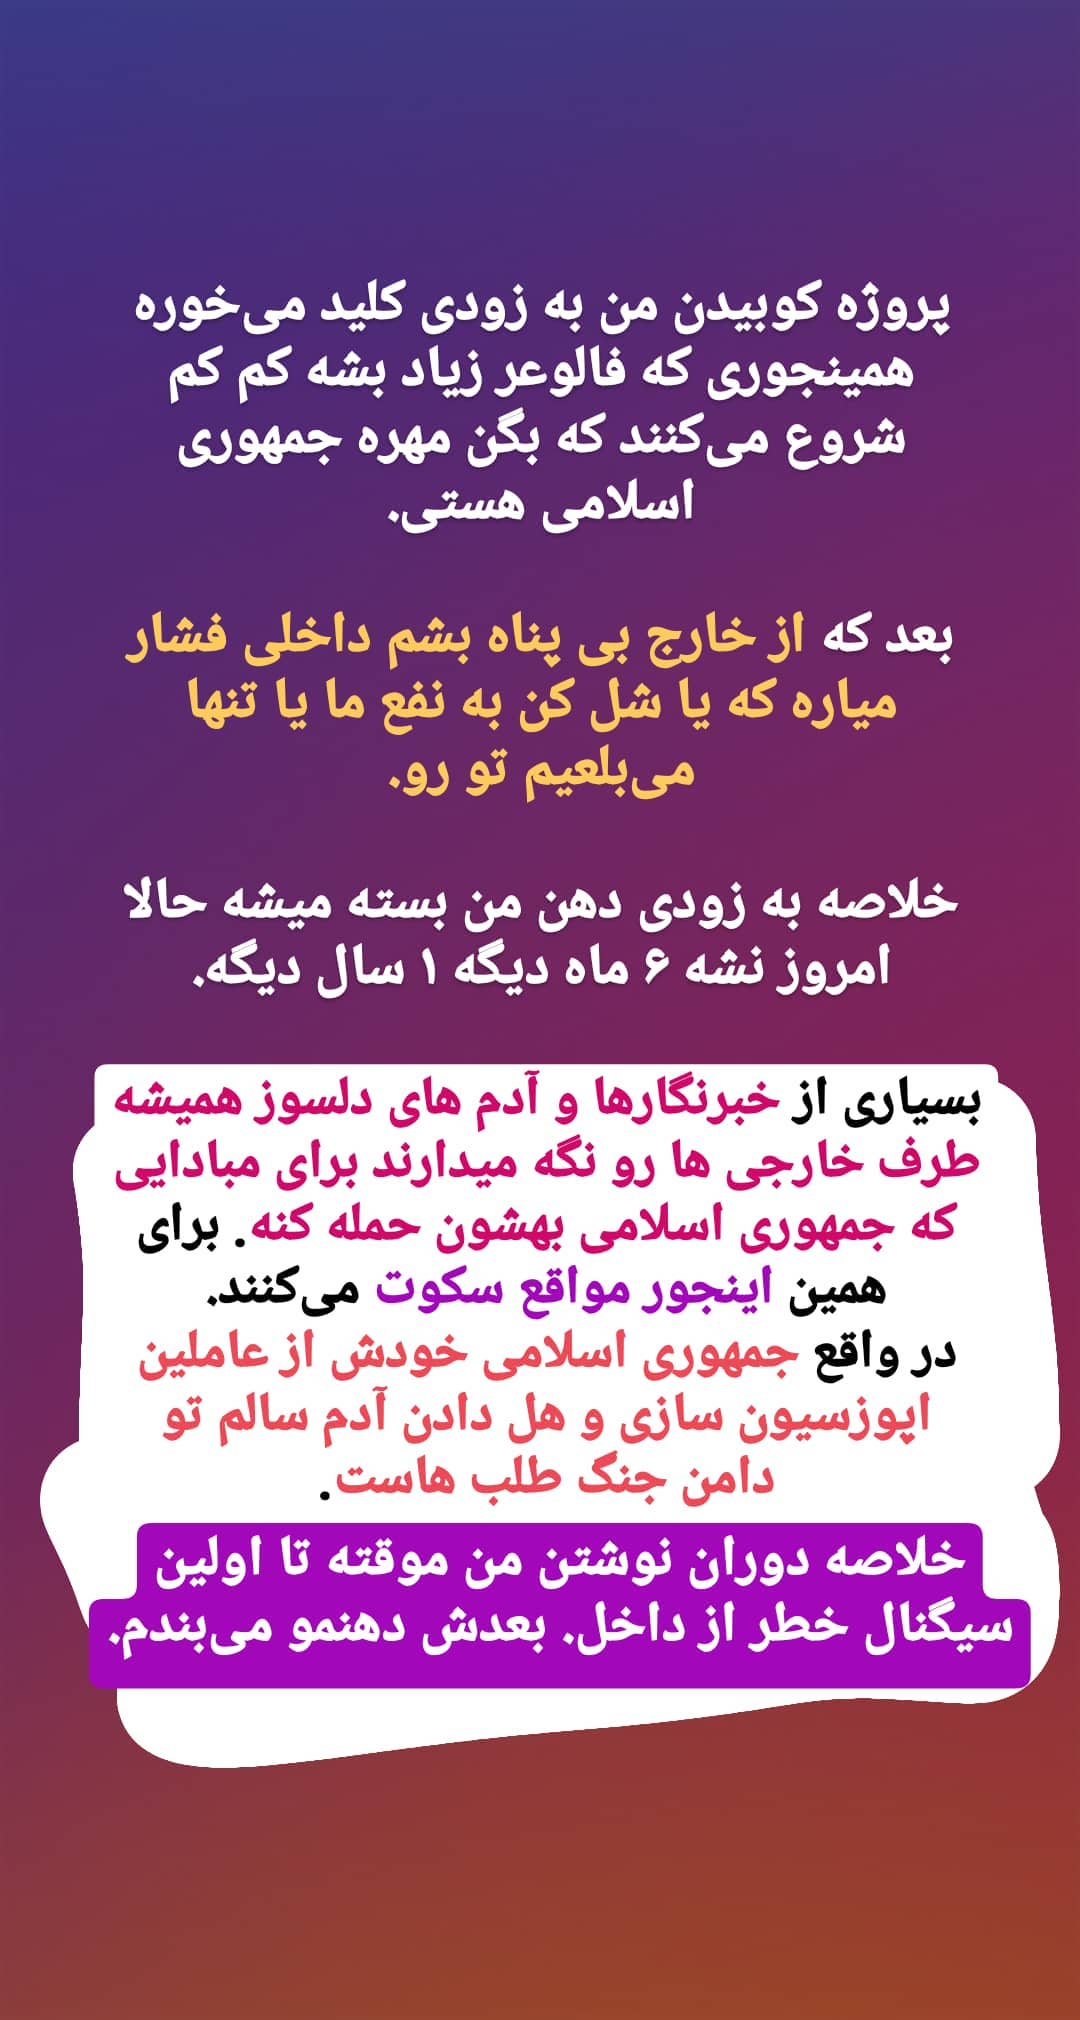 پروژه کوبیدن من به زودی کلید می‌خوره
همینجوری که فالوعر زیاد بشه کم کم
شروع می‌کنند که بگن مهره جمهوری
اسلامی هستی.
بعد که از خارج بی پناه بشم داخلی فشار
میاره که یا شل کن به نفع ما یا تنها
می‌بلعیم تو رو.
خلاصه به زودی دهن من بسته میشه حالا
امروز نشه ۶ ماه دیگه ۱ سال دیگه.
بسیاری از خبرنگارها و آدم های دلسوز همیشه
طرف خارجی ها رو نگه میدارند برای مبادایی
که جمهوری اسلامی بهشون حمله کنه. برای
همین اینجور مواقع سکوت می‌کنند.
در واقع جمهوری اسلامی خودش از عاملین
اپوزسیون سازی و هل دادن آدم سالم تو
دامن جنگ طلب هاست.
خلاصه دوران نوشتن من موقته تا اولین
سیگنال خطر از داخل. بعدش دهنمو می‌بندم.